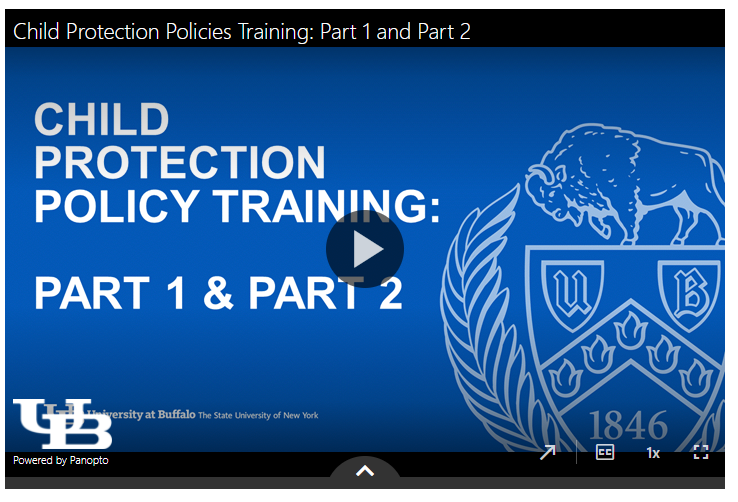 Child Protection Policies Training: Part 1 and Part 2
CHILD
PROTECTION
POLICY TRAINING:
PART 1 & PART 2
U B
1846
UB University at Buffalo The State University of New York
CC 1x
Powered by Panopto